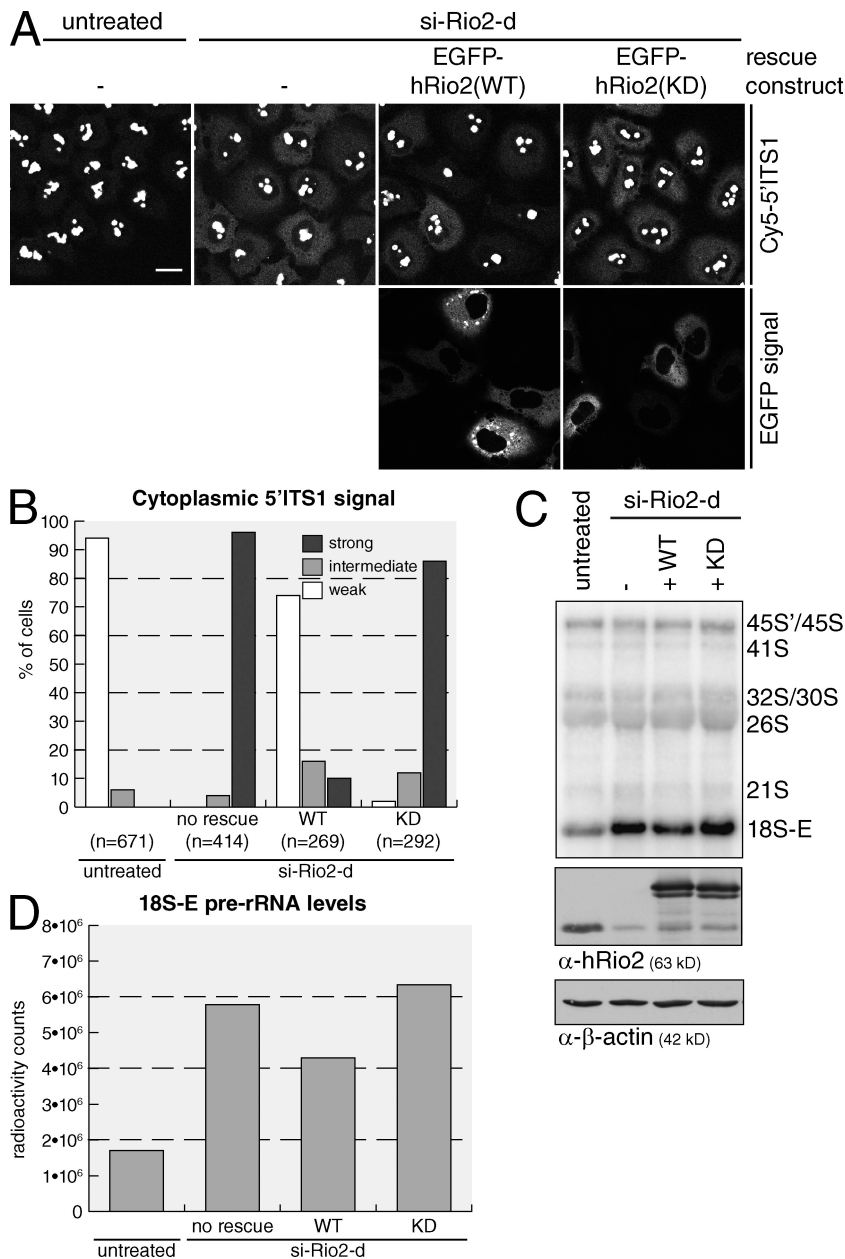 A
untreated
si-Rio2-d
-
-
EGFP-
hRio2(WT)
EGFP-
hRio2(KD)
rescue
construct
Cy5-5'ITS1
EGFP signal
B
Cytoplasmic 5'ITS1 signal
% of cells
100
90
80
70
60
50
40
30
20
10
0
strong
intermediate
weak
no rescue
WT
KD
(n=671)
(n=414)
(n=269)
(n=292)
untreated
si-Rio2-d
C
untreated
si-Rio2-d
-
+ WT
+ KD
45S'/45S
41S
32S/30S
26S
21S
18S-E
α-hRio2 (63 kD)
α-β-actin (42 kD)
D
18S-E pre-rRNA levels
radioactivity counts
8•10⁶
7•10⁶
6•10⁶
5•10⁶
4•10⁶
3•10⁶
2•10⁶
1•10⁶
0
no rescue
WT
KD
untreated
si-Rio2-d